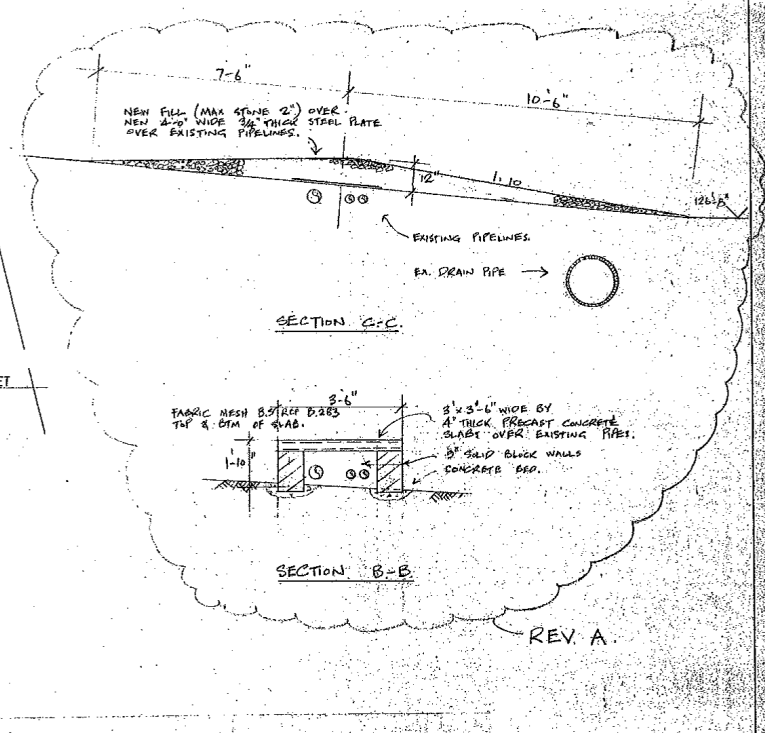 7'-6"
10'-6"
NEW FILL (MAX STONE 2") OVER
NEW 4'-0" WIDE 3/4" THICK STEEL PLATE
OVER EXISTING PIPELINES.
12"
1:10
EXISTING PIPELINES.
EX. DRAIN PIPE
SECTION C-C.
ET
3'-6"
FABRIC MESH B.S. REF B.283
TOP & BTM OF SLAB.
3' x 3'-6" WIDE BY
4" THICK PRECAST CONCRETE
SLABS OVER EXISTING PIPES.
1'-10"
SOLID BLOCK WALLS
CONCRETE BED.
SECTION B-B.
REV. A.